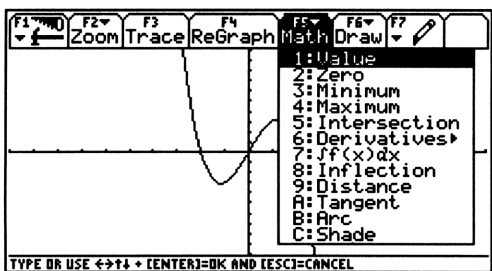 F1 F2 F3 F4 F5 F6 F7
Zoom Trace ReGraph Math Draw
1:Value
2:Zero
3:Minimum
4:Maximum
5:Intersection
6:Derivatives▸
7:∫f(x)dx
8:Inflection
9:Distance
A:Tangent
B:Arc
C:Shade
TYPE OR USE ←→↑↓ + [ENTER]=OK AND [ESC]=CANCEL